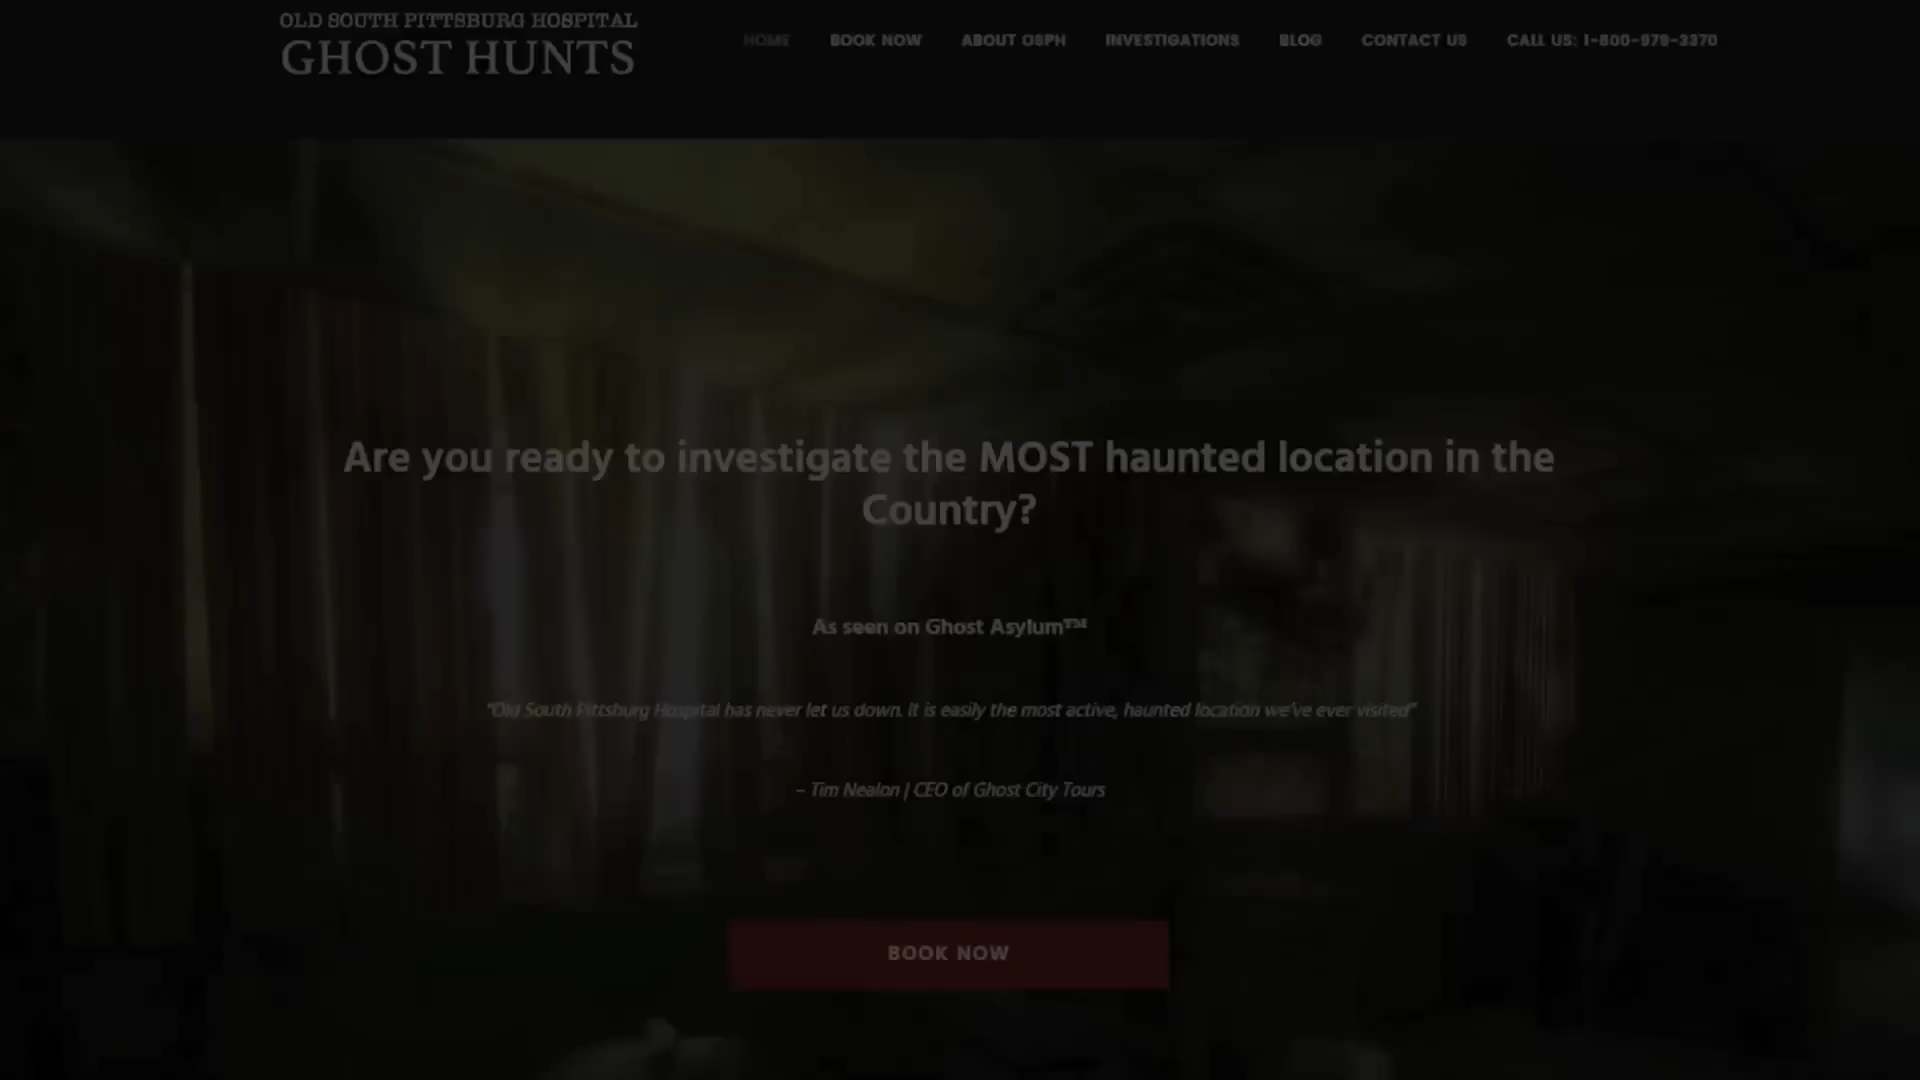 OLD SOUTH PITTSBURG HOSPITAL
GHOST HUNTS
HOME BOOK NOW ABOUT OSPH INVESTIGATIONS BLOG CONTACT US CALL US: 1-800-979-3370
Are you ready to investigate the MOST haunted location in the
Country?
As seen on Ghost Asylum™
"Old South Pittsburg Hospital has never let us down. It is easily the most active, haunted location we've ever visited"
– Tim Nealon | CEO of Ghost City Tours
BOOK NOW